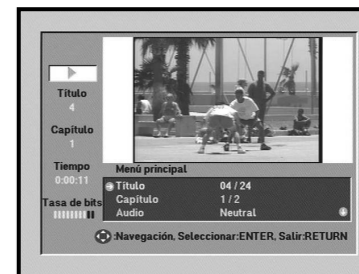 Título
4
Capítulo
1
Tiempo
0:00:11
Tasa de bits
Menú principal
Título 04 / 24
Capítulo 1 / 2
Audio Neutral
:Navegación, Seleccionar:ENTER, Salir:RETURN